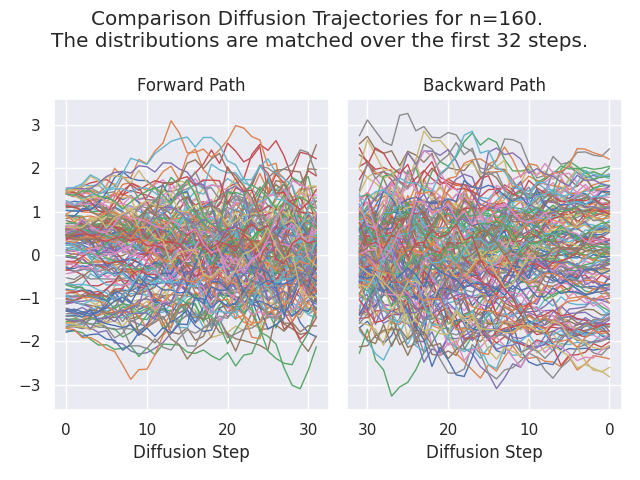 Comparison Diffusion Trajectories for n=160.
The distributions are matched over the first 32 steps.
Forward Path
Backward Path
3
2
1
0
−1
−2
−3
0 10 20 30
30 20 10 0
Diffusion Step
Diffusion Step